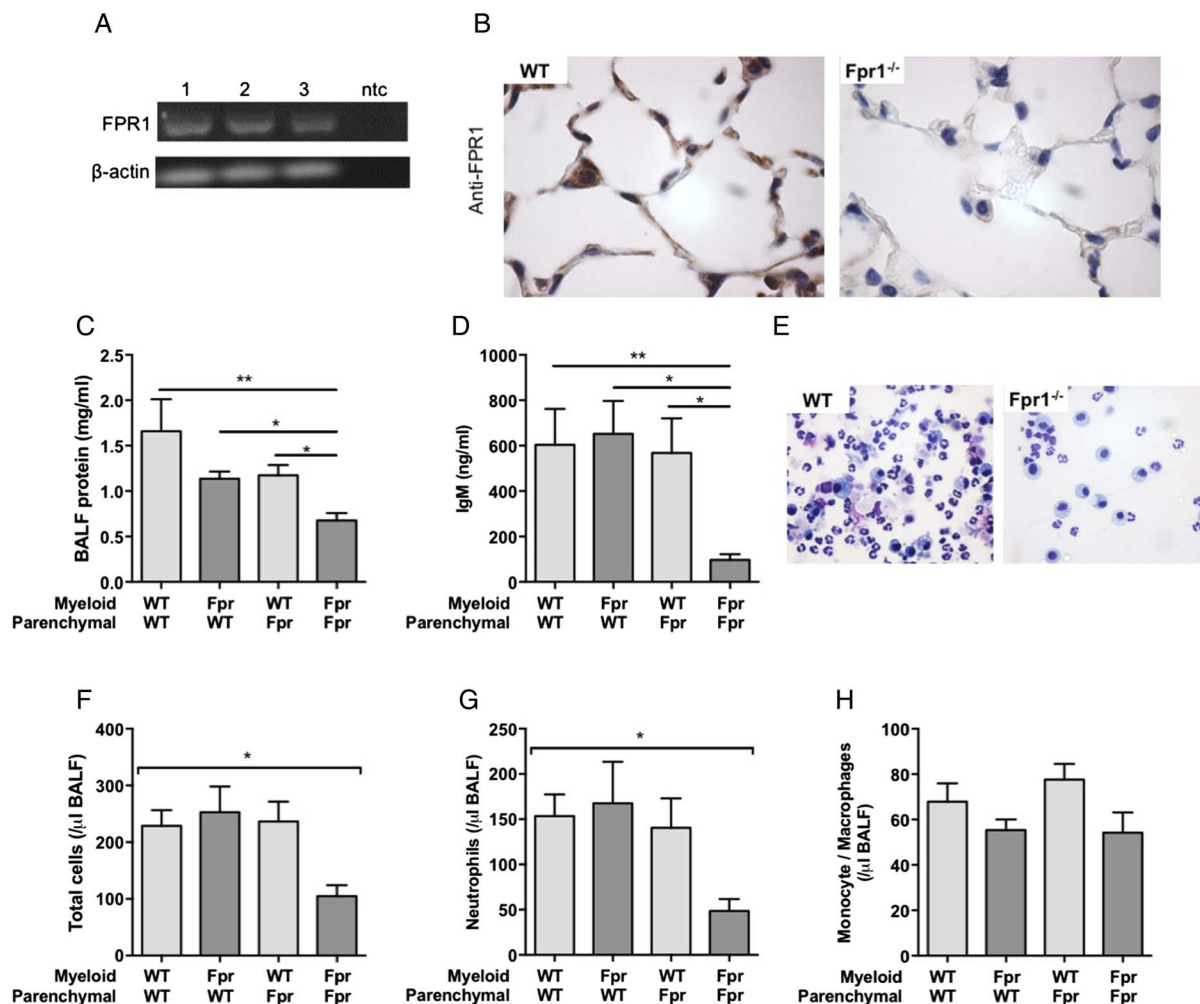 A
1 2 3 ntc
FPR1
β-actin
B
WT
Fpr1-/-
Anti-FPR1
C
BALF protein (mg/ml)
2.5
2.0
1.5
1.0
0.5
0.0
**
*
*
Myeloid WT Fpr WT Fpr
Parenchymal WT WT Fpr Fpr
D
IgM (ng/ml)
1000
800
600
400
200
0
**
*
*
Myeloid WT Fpr WT Fpr
Parenchymal WT WT Fpr Fpr
E
WT
Fpr1-/-
F
Total cells (/μl BALF)
400
300
200
100
0
*
Myeloid WT Fpr WT Fpr
Parenchymal WT WT Fpr Fpr
G
Neutrophils (/μl BALF)
250
200
150
100
50
0
*
Myeloid WT Fpr WT Fpr
Parenchymal WT WT Fpr Fpr
H
Monocyte / Macrophages
(/μl BALF)
100
80
60
40
20
0
Myeloid WT Fpr WT Fpr
Parenchymal WT WT Fpr Fpr